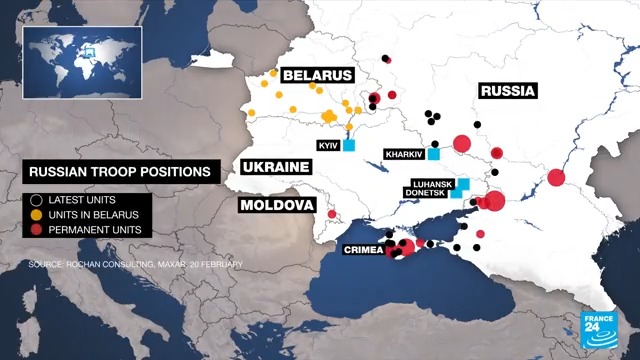 BELARUS
RUSSIA
KYIV
KHARKIV
RUSSIAN TROOP POSITIONS
UKRAINE
LUHANSK
DONETSK
LATEST UNITS
MOLDOVA
UNITS IN BELARUS
PERMANENT UNITS
CRIMEA
SOURCE: ROCHAN CONSULTING, MAXAR, 20 FEBRUARY
FRANCE
24